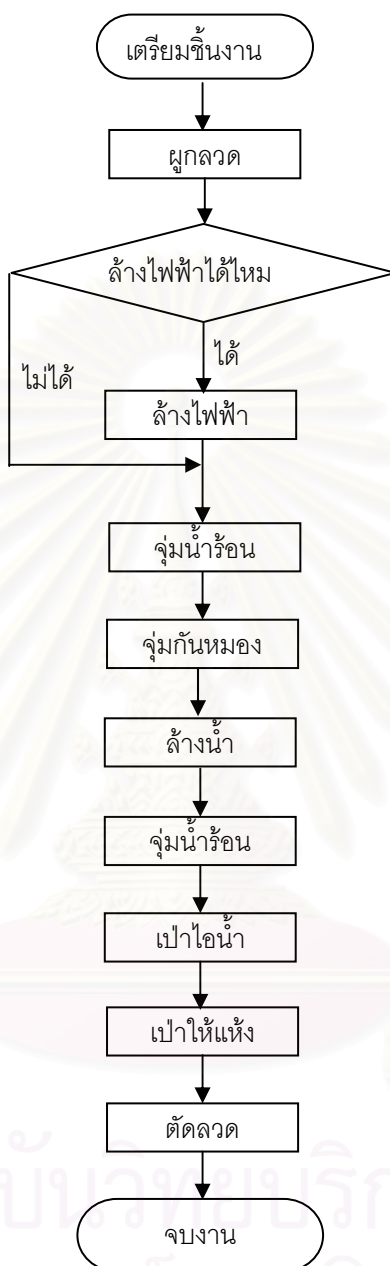 เตรียมชิ้นงาน
ผูกลวด
ล้างไฟฟ้าได้ไหม
ได้
ไม่ได้
ล้างไฟฟ้า
จุ่มน้ำร้อน
จุ่มกันหมอง
ล้างน้ำ
จุ่มน้ำร้อน
เป่าไอน้ำ
เป่าให้แห้ง
ตัดลวด
จบงาน